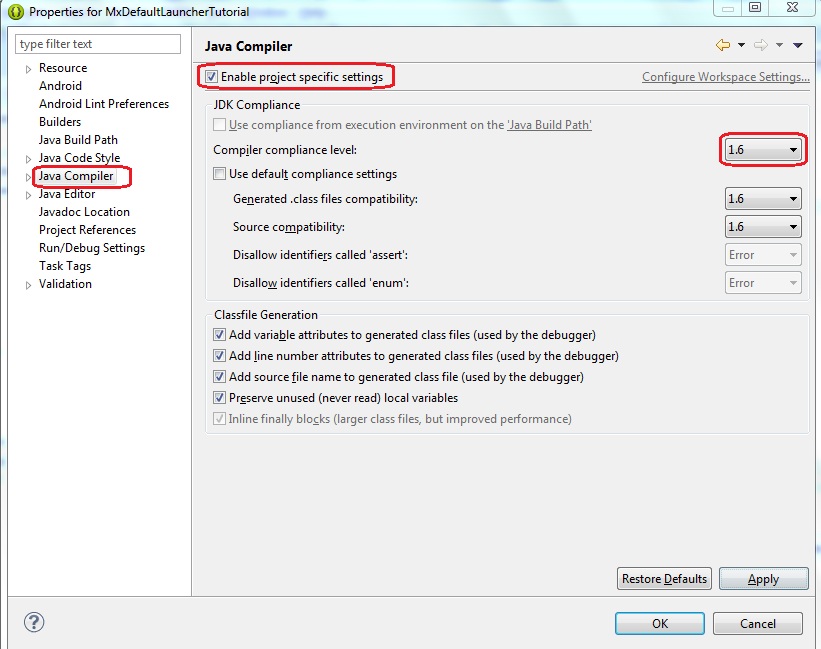 Properties for MxDefaultLauncherTutorial
type filter text
Resource
Android
Android Lint Preferences
Builders
Java Build Path
Java Code Style
Java Compiler
Java Editor
Javadoc Location
Project References
Run/Debug Settings
Task Tags
Validation
Java Compiler
Enable project specific settings
Configure Workspace Settings...
JDK Compliance
Use compliance from execution environment on the 'Java Build Path'
Compiler compliance level: 1.6
Use default compliance settings
Generated .class files compatibility: 1.6
Source compatibility: 1.6
Disallow identifiers called 'assert': Error
Disallow identifiers called 'enum': Error
Classfile Generation
Add variable attributes to generated class files (used by the debugger)
Add line number attributes to generated class files (used by the debugger)
Add source file name to generated class file (used by the debugger)
Preserve unused (never read) local variables
Inline finally blocks (larger class files, but improved performance)
Restore Defaults Apply
? OK Cancel